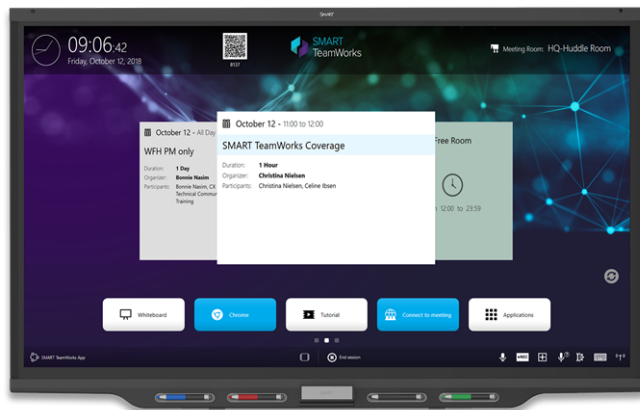 SMART
09:06:42
Friday, October 12, 2018
8137
SMART
TeamWorks
Meeting Room: HQ-Huddle Room
October 12 - All Day
WFH PM only
Duration: 1 Day
Organizer: Bonnie Nasim
Participants: Bonnie Nasim, CX
Technical Commun
Training
October 12 - 11:00 to 12:00
SMART TeamWorks Coverage
Duration: 1 Hour
Organizer: Christina Nielsen
Participants: Christina Nielsen, Celine Ibsen
Free Room
12:00 to 23:59
Whiteboard
Chrome
Tutorial
Connect to meeting
Applications
SMART TeamWorks App
End session